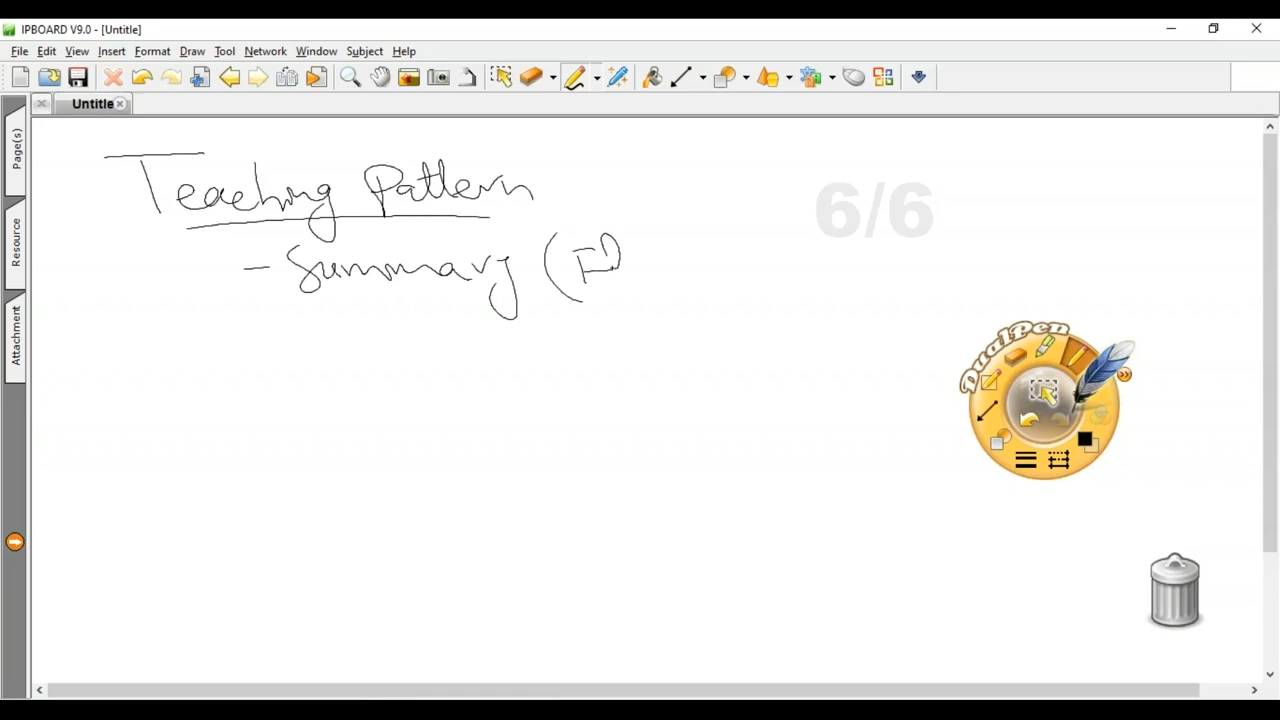 IPBOARD V9.0 - [Untitle]
File Edit View Insert Format Draw Tool Network Window Subject Help
Untitle
Page(s)
Resource
Attachment
Teaching Pattern
- Summary (
6/6
DualPen